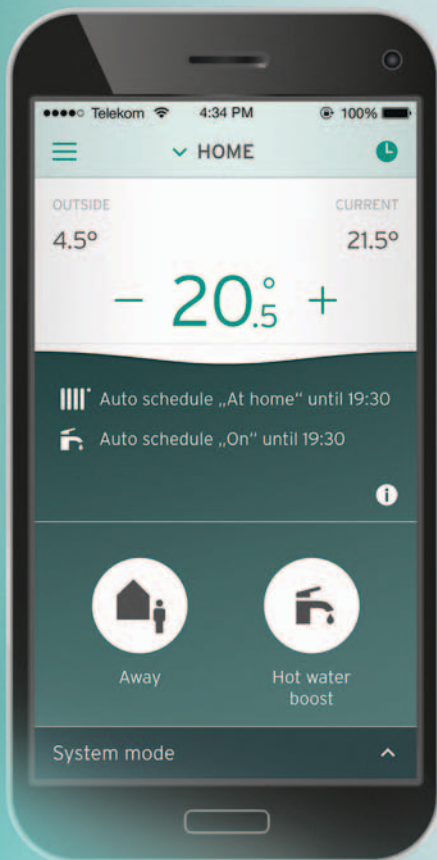 Telekom 4:34 PM 100%
HOME
OUTSIDE CURRENT
4.5° 21.5°
− 20.5° +
Auto schedule „At home“ until 19:30
Auto schedule „On“ until 19:30
i
Away Hot water
boost
System mode